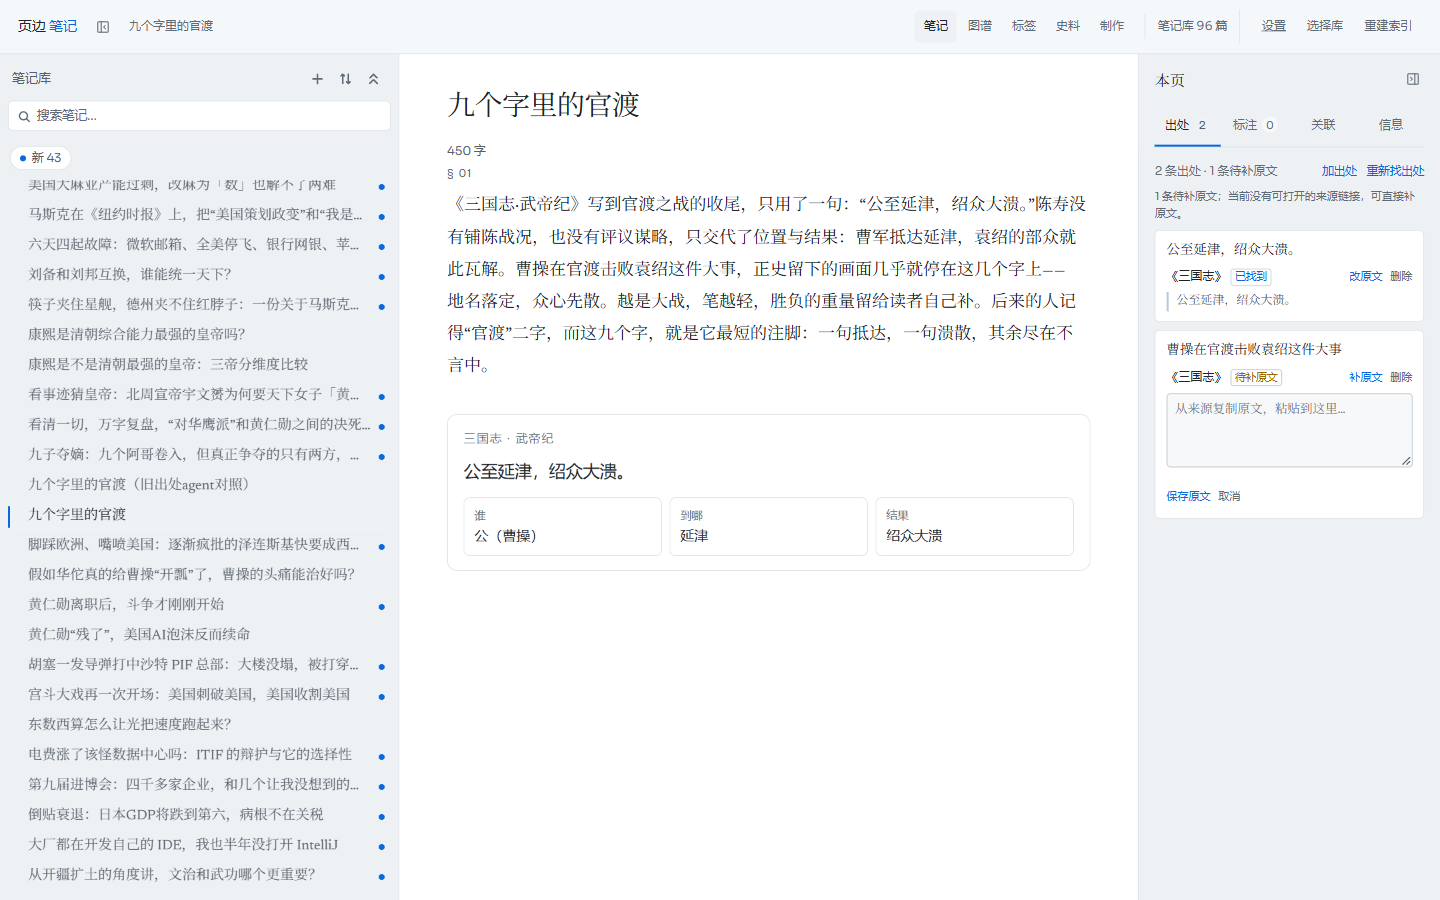 页边 笔记
九个字里的官渡
笔记
图谱
标签
史料
制作
笔记库 96 篇
设置
选择库
重建索引
笔记库
搜索笔记...
新 43
美国大麻业产能过剩，改麻为「数」也解不了两难
马斯克在《纽约时报》上，把“美国策划政变”和“我是...
六天四起故障：微软邮箱、全美停飞、银行网银、苹...
刘备和刘邦互换，谁能统一天下？
筷子夹住星舰，德州夹不住红脖子：一份关于马斯克...
康熙是清朝综合能力最强的皇帝吗？
康熙是不是清朝最强的皇帝：三帝分维度比较
看事迹猜皇帝：北周宣帝宇文赟为何要天下女子「黄...
看清一切，万字复盘，“对华鹰派”和黄仁勋之间的决死...
九子夺嫡：九个阿哥卷入，但真正争夺的只有两方，...
九个字里的官渡（旧出处agent对照）
九个字里的官渡
脚踩欧洲、嘴喷美国：逐渐疯批的泽连斯基快要成西...
假如华佗真的给曹操“开瓢”了，曹操的头痛能治好吗？
黄仁勋离职后，斗争才刚刚开始
黄仁勋“残了”，美国AI泡沫反而续命
胡塞一发导弹打中沙特 PIF 总部：大楼没塌，被打穿...
宫斗大戏再一次开场：美国刺破美国，美国收割美国
东数西算怎么让光把速度跑起来？
电费涨了该怪数据中心吗：ITIF 的辩护与它的选择性
第九届进博会：四千多家企业，和几个让我没想到的...
倒贴衰退：日本GDP将跌到第六，病根不在关税
大厂都在开发自己的 IDE，我也半年没打开 IntelliJ
从开疆扩土的角度讲，文治和武功哪个更重要？
九个字里的官渡
450 字
§ 01
《三国志·武帝纪》写到官渡之战的收尾，只用了一句：“公至延津，绍众大溃。”陈寿没
有铺陈战况，也没有评议谋略，只交代了位置与结果：曹军抵达延津，袁绍的部众就
此瓦解。曹操在官渡击败袁绍这件大事，正史留下的画面几乎就停在这几个字上——
地名落定，众心先散。越是大战，笔越轻，胜负的重量留给读者自己补。后来的人记
得“官渡”二字，而这九个字，就是它最短的注脚：一句抵达，一句溃散，其余尽在不
言中。
三国志 · 武帝纪
公至延津，绍众大溃。
谁
公（曹操）
到哪
延津
结果
绍众大溃
本页
出处 2
标注 0
关联
信息
2 条出处 · 1 条待补原文
加出处
重新找出处
1 条待补原文；当前没有可打开的来源链接，可直接补
原文。
公至延津，绍众大溃。
《三国志》 已找到 改原文 删除
公至延津，绍众大溃。
曹操在官渡击败袁绍这件大事
《三国志》 待补原文 补原文 删除
从来源复制原文，粘贴到这里...
保存原文 取消